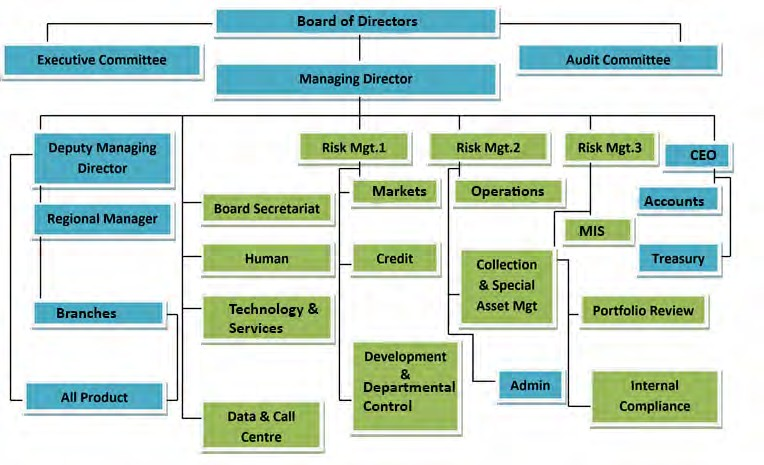 Board of Directors
Executive Committee
Audit Committee
Managing Director
Deputy Managing
Director
Risk Mgt.1
Risk Mgt.2
Risk Mgt.3
CEO
Regional Manager
Board Secretariat
Markets
Operations
Accounts
MIS
Human
Credit
Collection
& Special
Asset Mgt
Treasury
Branches
Technology &
Services
Portfolio Review
Development
&
Departmental
Control
All Product
Data & Call
Centre
Admin
Internal
Compliance